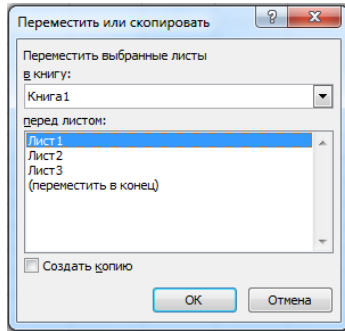 Переместить или скопировать
Переместить выбранные листы
в книгу:
Книга1
перед листом:
Лист1
Лист2
Лист3
(переместить в конец)
Создать копию
ОК
Отмена